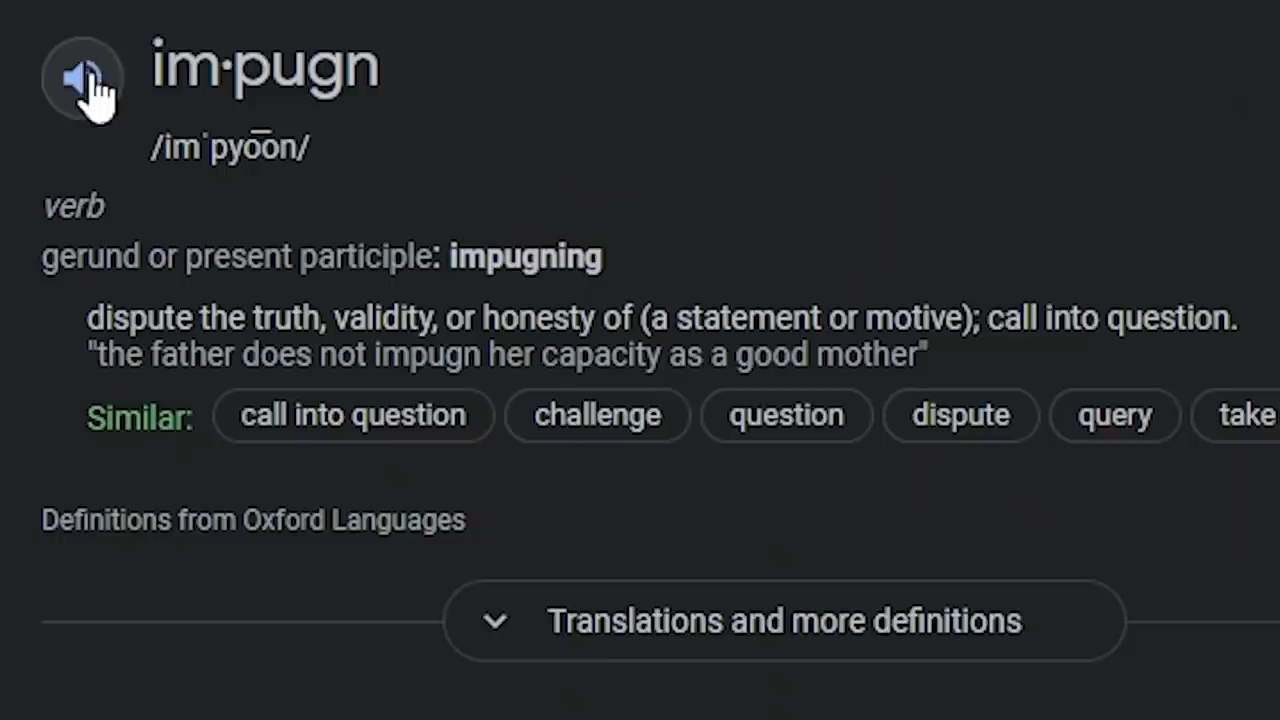 im·pugn
/imˈpyo͞on/
verb
gerund or present participle: impugning
dispute the truth, validity, or honesty of (a statement or motive); call into question.
"the father does not impugn her capacity as a good mother"
Similar: call into question challenge question dispute query take
Definitions from Oxford Languages
Translations and more definitions